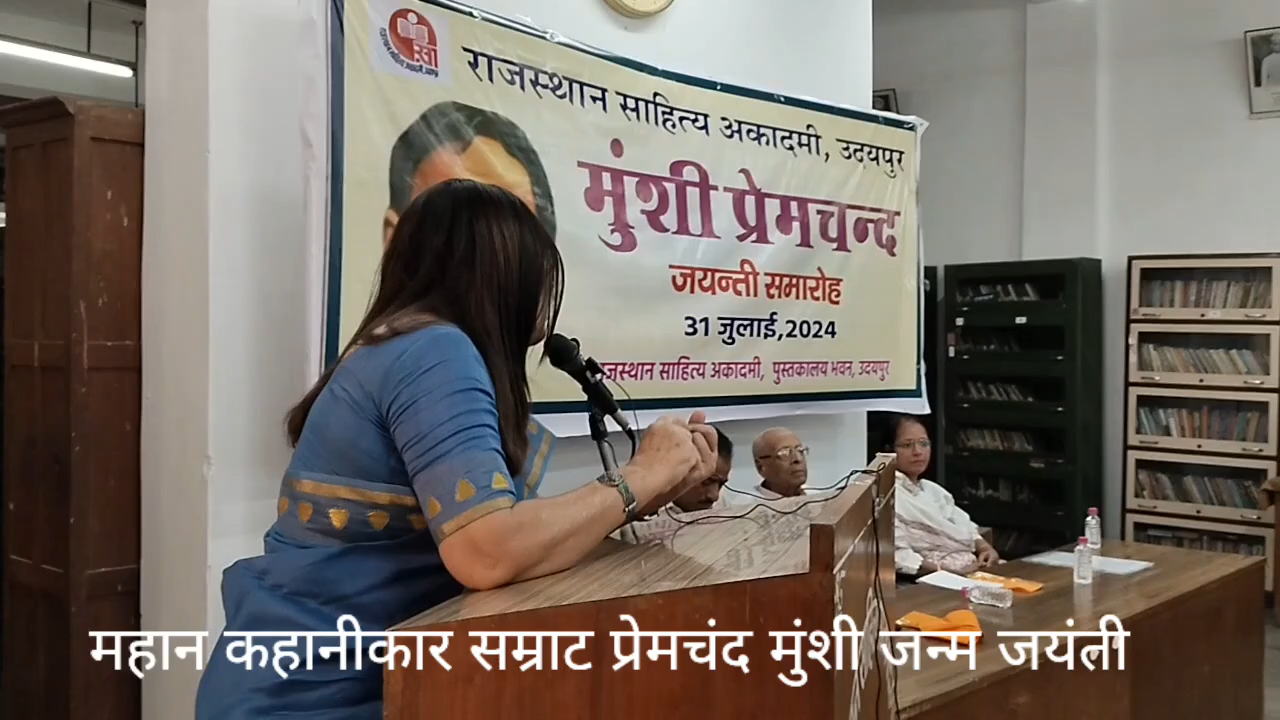 राजस्थान साहित्य अकादमी, उदयपुर
मुंशी प्रेमचन्द
जयन्ती समारोह
31 जुलाई,2024
राजस्थान साहित्य अकादमी, पुस्तकालय भवन, उदयपुर
महान कहानीकार सम्राट प्रेमचंद मुंशी जन्म जयंती